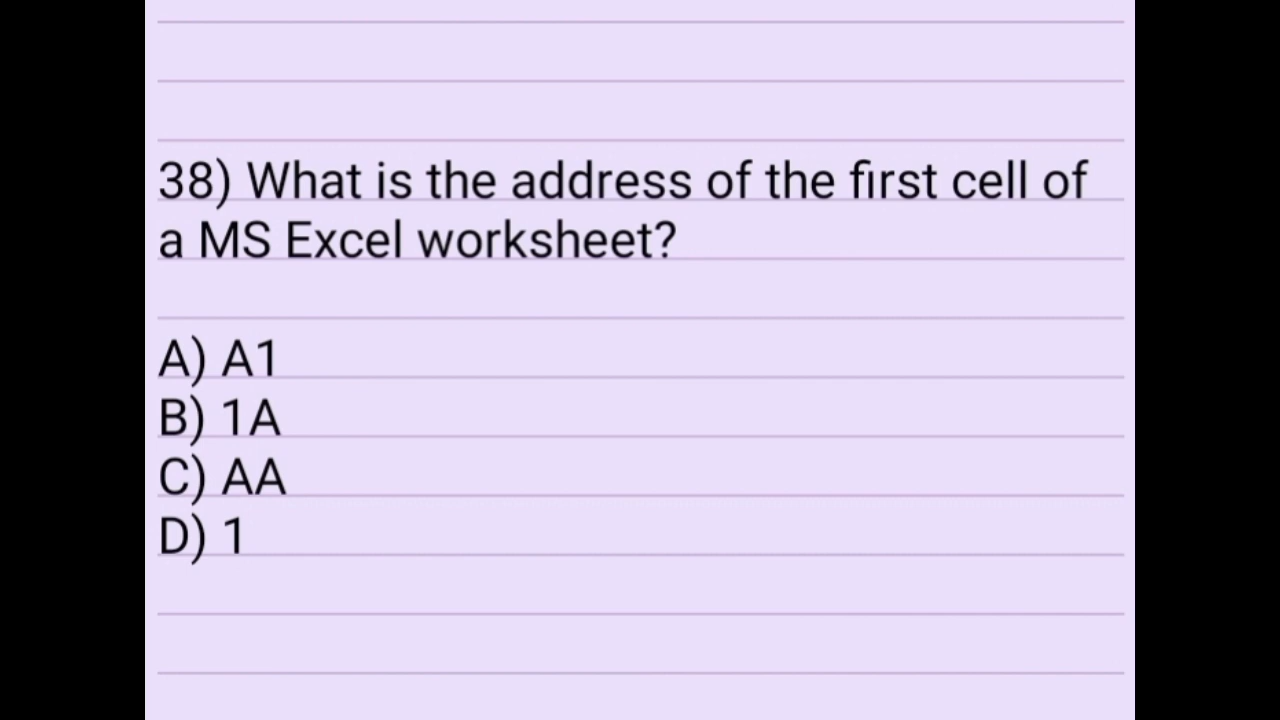 38) What is the address of the first cell of
a MS Excel worksheet?
A) A1
B) 1A
C) AA
D) 1